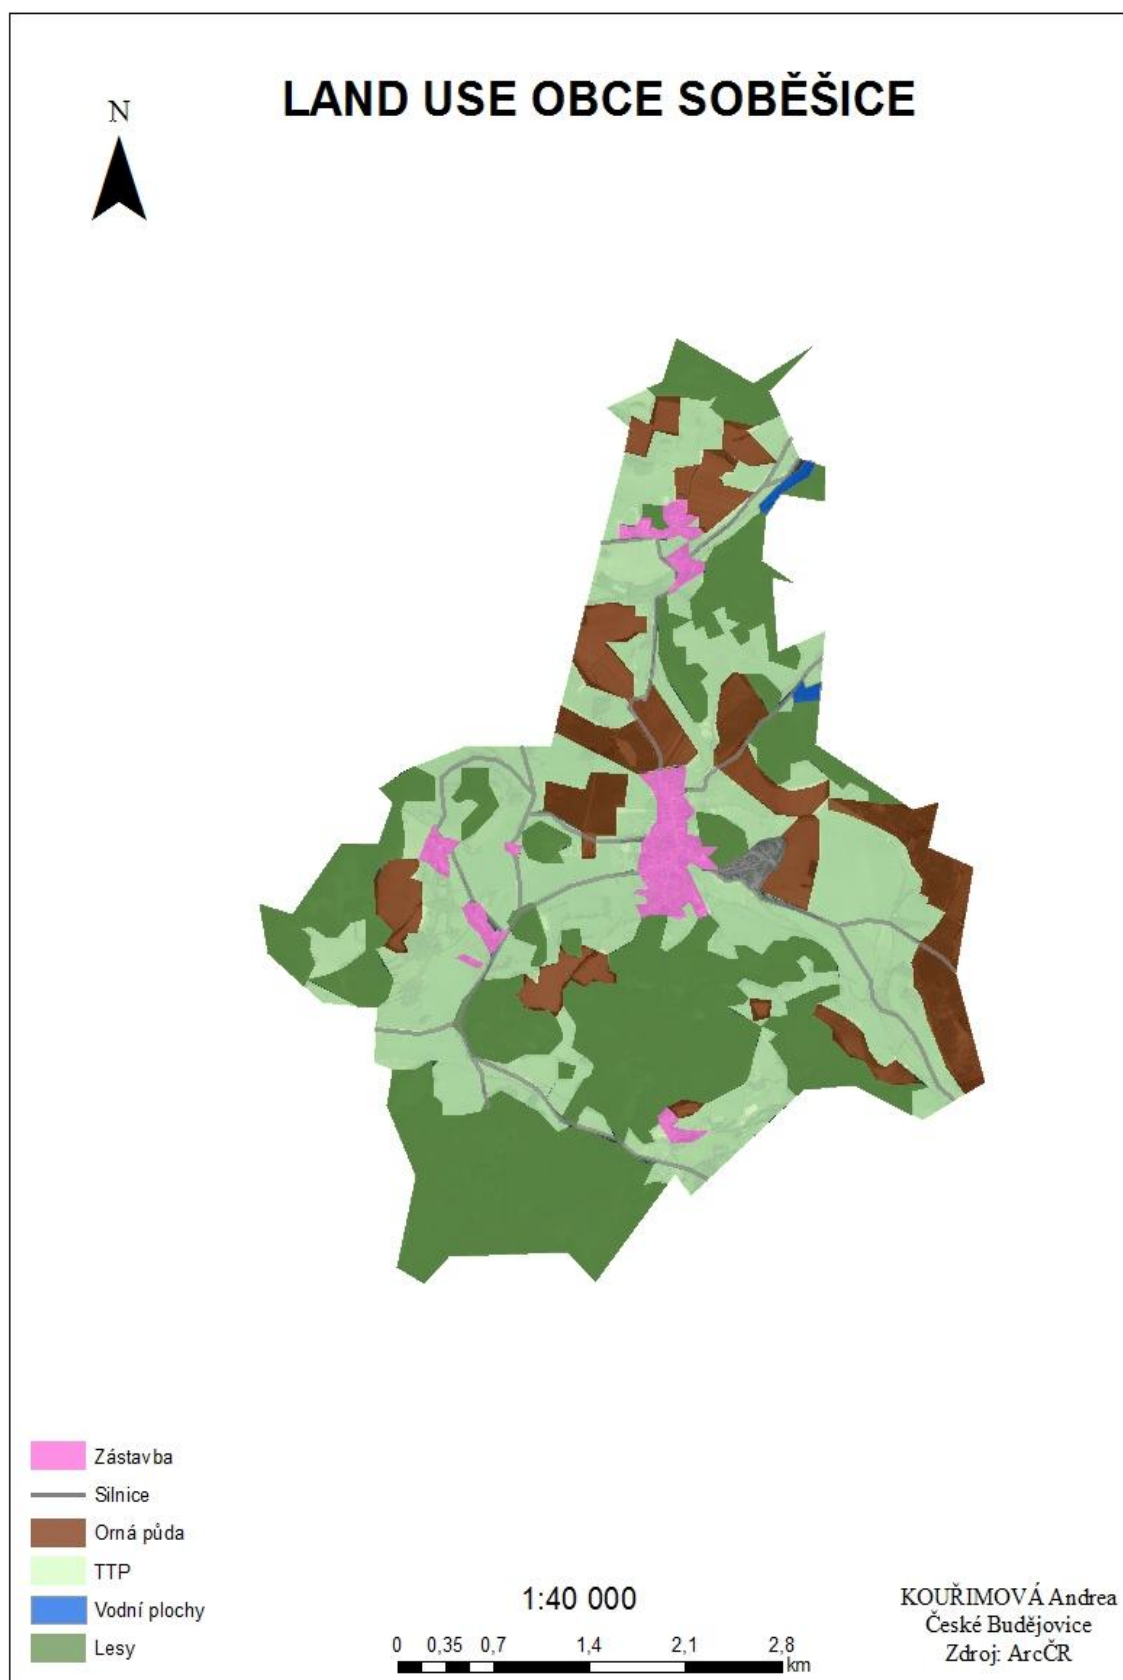 LAND USE OBCE SOBĚŠICE
N
Zástavba
Silnice
Orná půda
TTP
Vodní plochy
Lesy
1:40 000
0 0,35 0,7 1,4 2,1 2,8
km
KOUŘIMOVÁ Andrea
České Budějovice
Zdroj: ArcČR